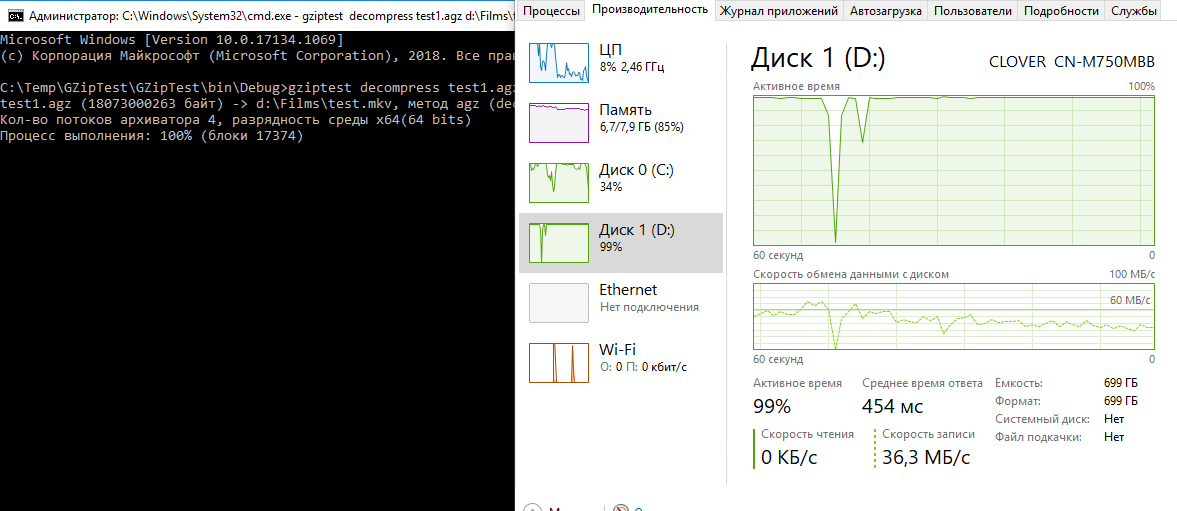 Администратор: C:\Windows\System32\cmd.exe - gziptest decompress test1.agz d:\Films\
Microsoft Windows [Version 10.0.17134.1069]
(c) Корпорация Майкрософт (Microsoft Corporation), 2018. Все
C:\Temp\GZipTest\GZipTest\bin\Debug>gziptest decompress test1.agz
test1.agz (18073000263 байт) -> d:\Films\test.mkv, метод agz (dec
Кол-во потоков архиватора 4, разрядность среды x64(64 bits)
Процесс выполнения: 100% (блоки 17374)
Процессы
Производительность
Журнал приложений
Автозагрузка
Пользователи
Подробности
Службы
ЦП
8% 2,46 ГГц
Память
6,7/7,9 ГБ (85%)
Диск 0 (C:)
34%
Диск 1 (D:)
99%
Ethernet
Нет подключения
Wi-Fi
О: 0 П: 0 кбит/с
Диск 1 (D:)
CLOVER CN-M750MBB
Активное время
100%
60 секунд
0
Скорость обмена данными с диском
100 МБ/с
60 МБ/с
60 секунд
0
Активное время
99%
Среднее время ответа
454 мс
Скорость чтения
0 КБ/с
Скорость записи
36,3 МБ/с
Емкость: 699 ГБ
Формат: 699 ГБ
Системный диск: Нет
Файл подкачки: Нет